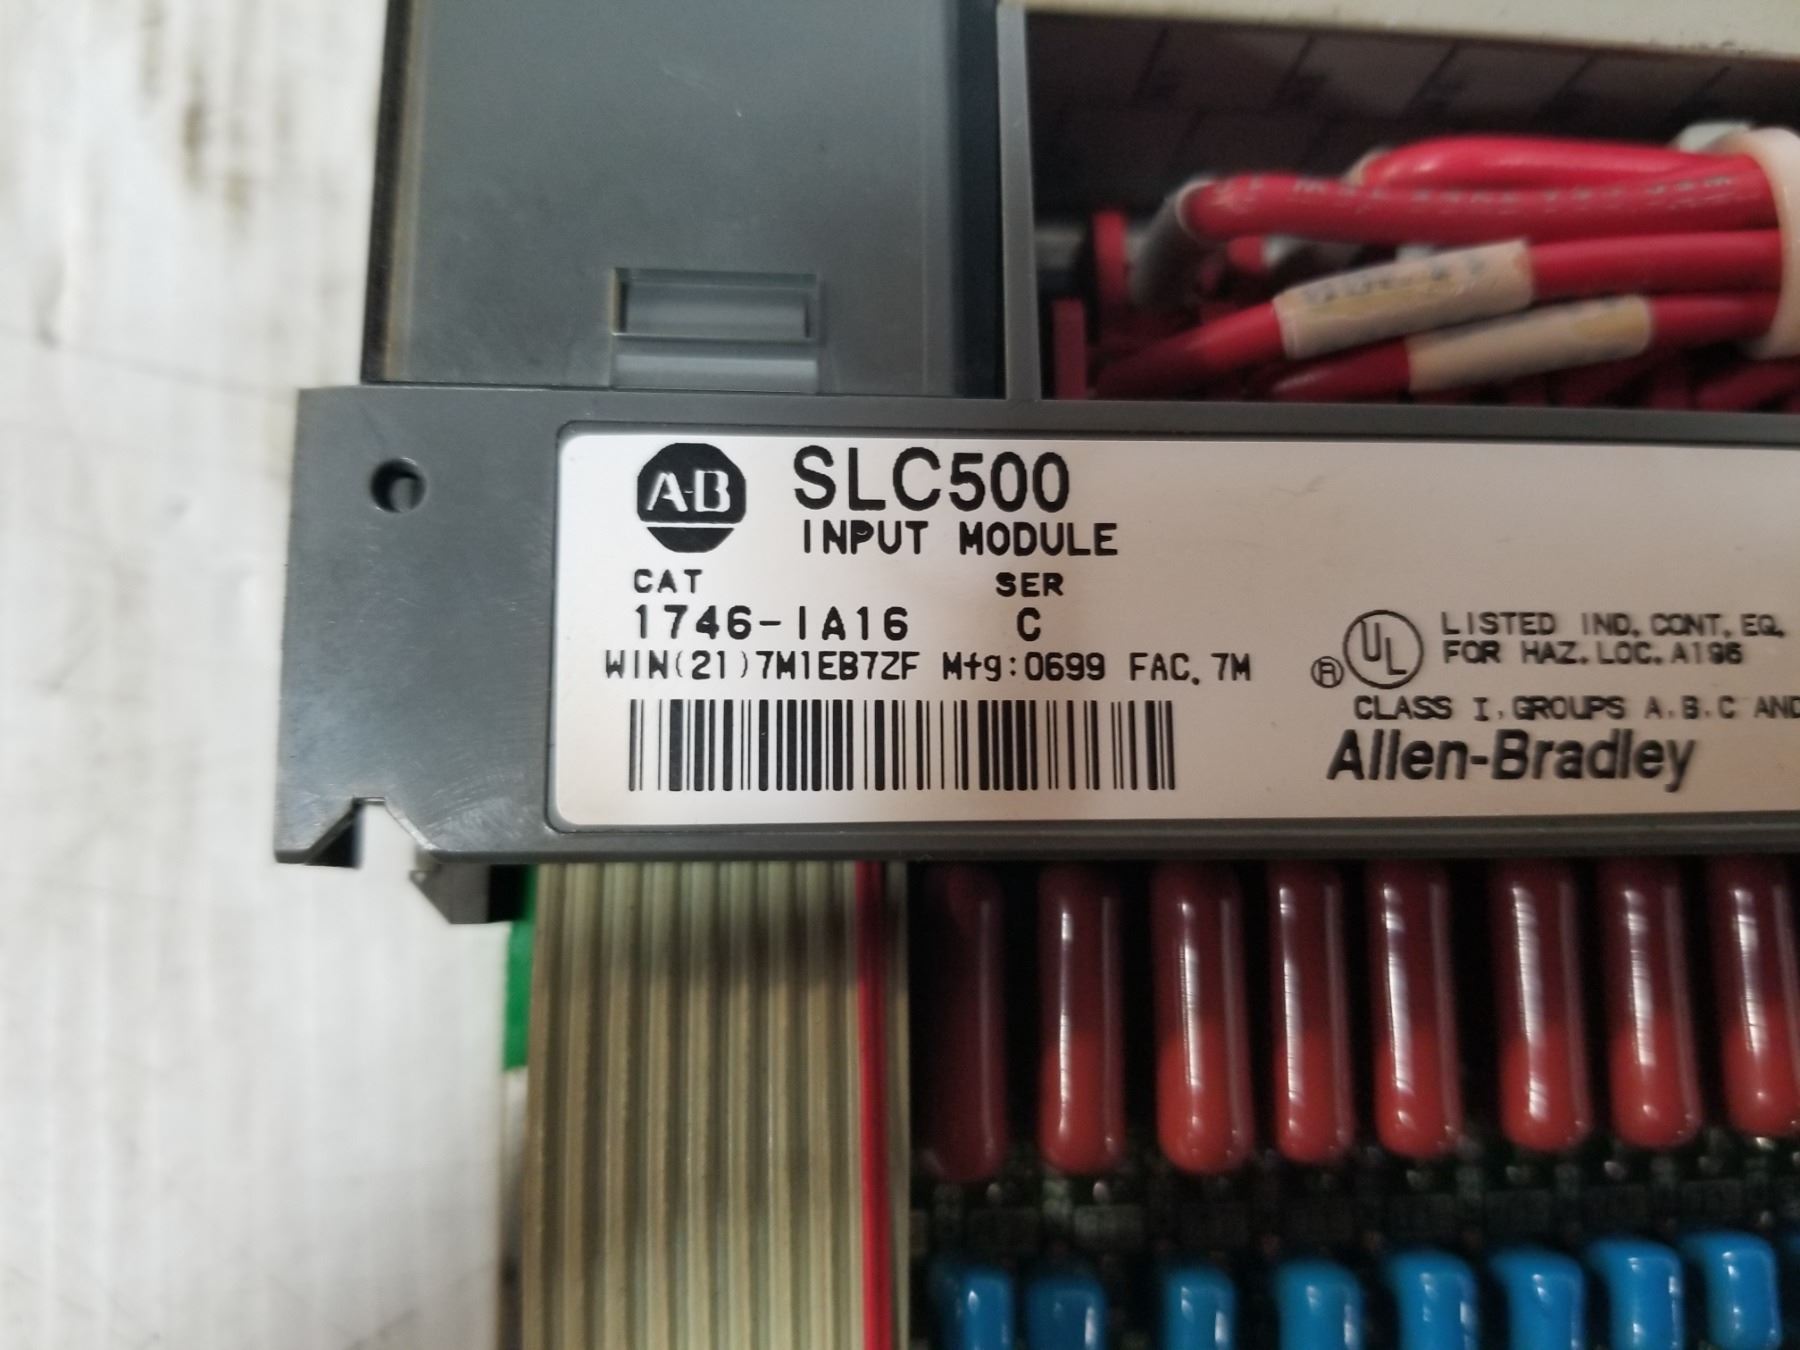 A-B SLC500
INPUT MODULE
CAT SER
1746-IA16 C
WIN(21)7M1EB7ZF Mfg:0699 FAC. 7M
UL ® LISTED IND. CONT. EQ.
FOR HAZ. LOC. A196
CLASS I, GROUPS A, B, C AND
Allen-Bradley